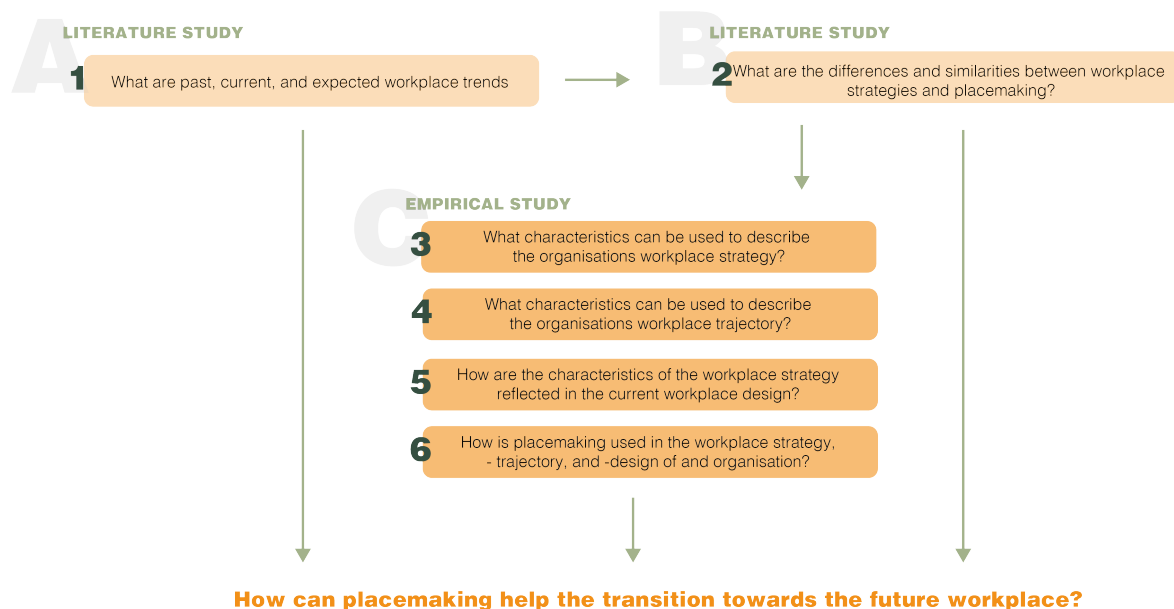 A
LITERATURE STUDY
1
What are past, current, and expected workplace trends
B
LITERATURE STUDY
2
What are the differences and similarities between workplace
strategies and placemaking?
C
EMPIRICAL STUDY
3
What characteristics can be used to describe
the organisations workplace strategy?
4
What characteristics can be used to describe
the organisations workplace trajectory?
5
How are the characteristics of the workplace strategy
reflected in the current workplace design?
6
How is placemaking used in the workplace strategy,
- trajectory, and -design of and organisation?
How can placemaking help the transition towards the future workplace?